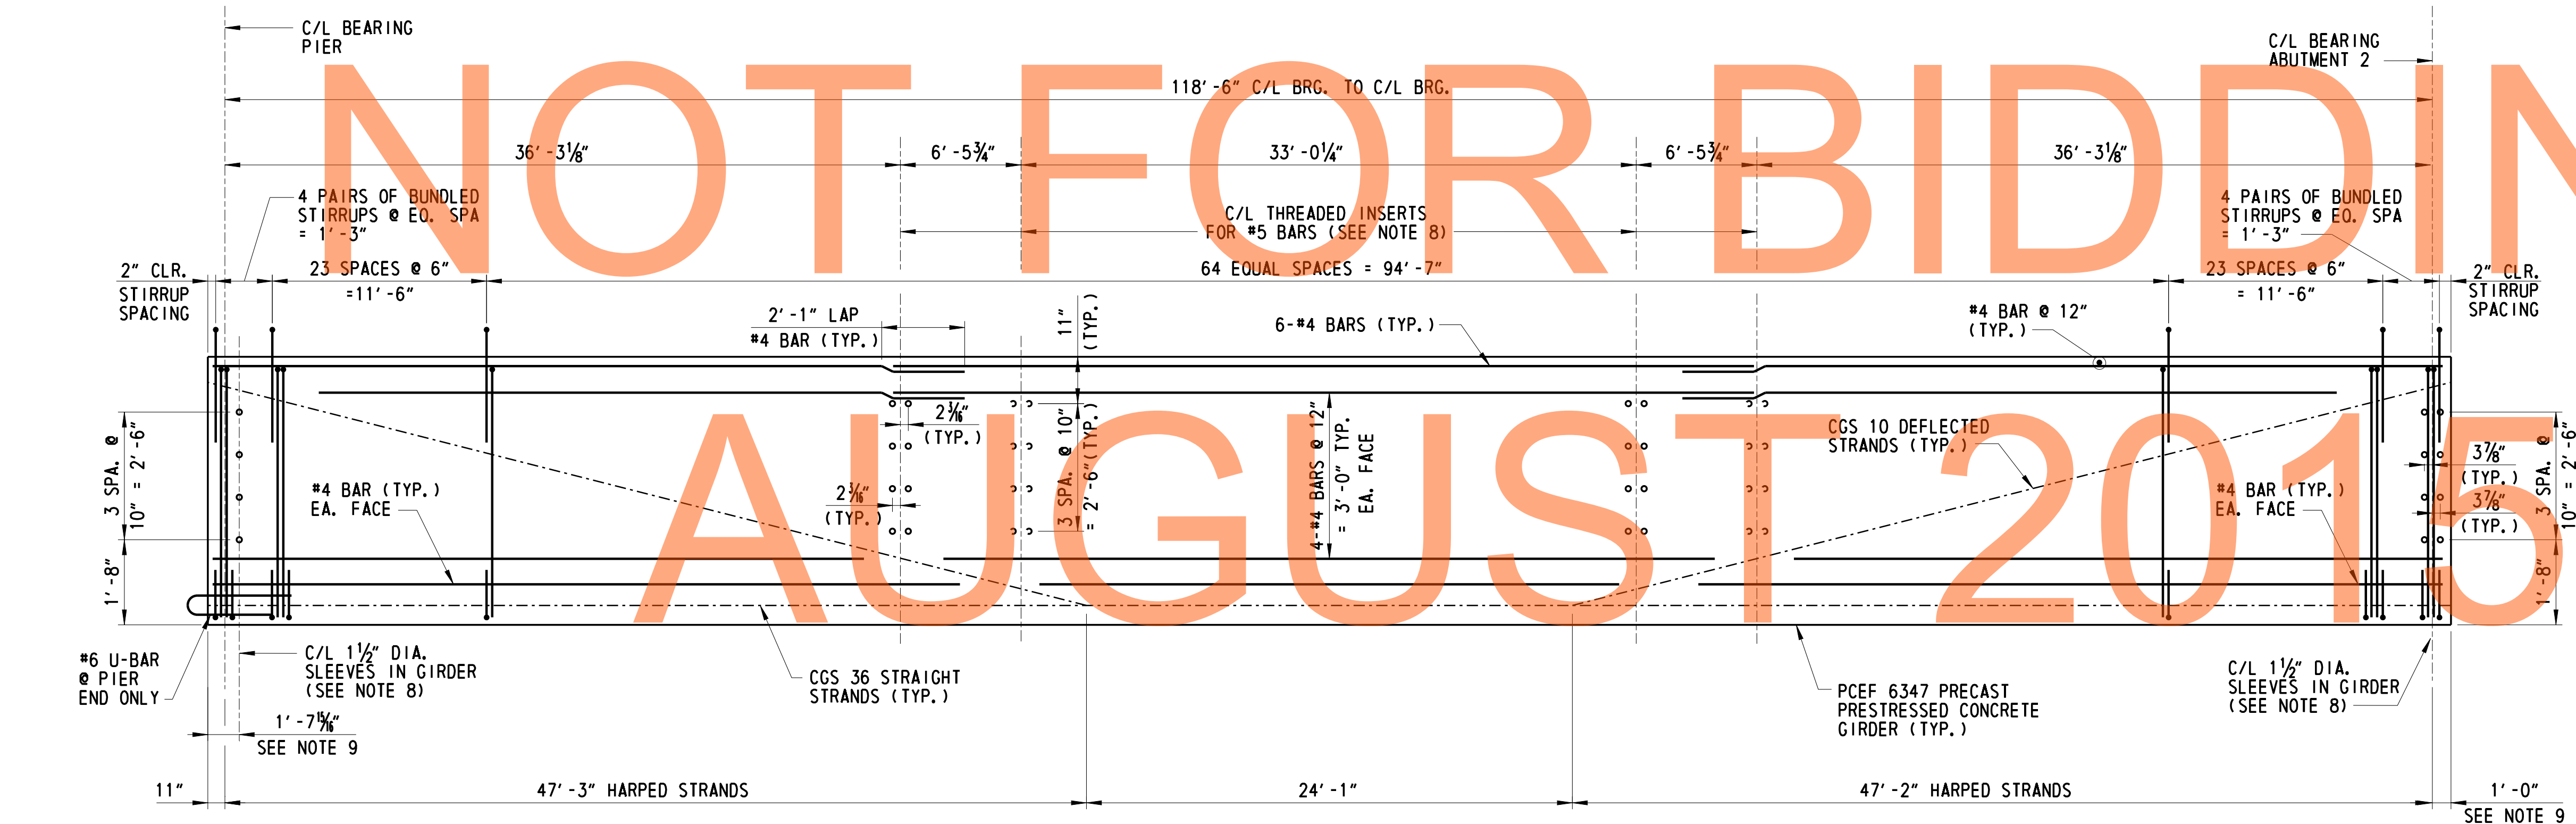 C/L BEARING
PIER
C/L BEARING
ABUTMENT 2
118'-6" C/L BRG. TO C/L BRG.
36'-3⅛"
6'-5¾"
33'-0¼"
6'-5¾"
36'-3⅛"
4 PAIRS OF BUNDLED
STIRRUPS @ EQ. SPA
= 1'-3"
C/L THREADED INSERTS
FOR #5 BARS (SEE NOTE 8)
4 PAIRS OF BUNDLED
STIRRUPS @ EQ. SPA
= 1'-3"
2" CLR.
STIRRUP
SPACING
23 SPACES @ 6"
=11'-6"
64 EQUAL SPACES = 94'-7"
23 SPACES @ 6"
= 11'-6"
2" CLR.
STIRRUP
SPACING
2'-1" LAP
#4 BAR (TYP.)
11"
(TYP.)
6-#4 BARS (TYP.)
#4 BAR @ 12"
(TYP.)
3 SPA. @
10" = 2'-6"
1'-8"
#4 BAR (TYP.)
EA. FACE
2 3/16"
(TYP.)
2 3/16"
(TYP.)
3 SPA. @ 10"
= 2'-6"(TYP.)
4-#4 BARS @ 12"
= 3'-0" TYP.
EA. FACE
CGS 10 DEFLECTED
STRANDS (TYP.)
#4 BAR (TYP.)
EA. FACE
3⅞"
(TYP.)
3⅞"
(TYP.)
3 SPA. @
10" = 2'-6"
1'-8"
#6 U-BAR
@ PIER
END ONLY
C/L 1½" DIA.
SLEEVES IN GIRDER
(SEE NOTE 8)
CGS 36 STRAIGHT
STRANDS (TYP.)
PCEF 6347 PRECAST
PRESTRESSED CONCRETE
GIRDER (TYP.)
C/L 1½" DIA.
SLEEVES IN GIRDER
(SEE NOTE 8)
1'-7 15/16"
SEE NOTE 9
11"
47'-3" HARPED STRANDS
24'-1"
47'-2" HARPED STRANDS
1'-0"
SEE NOTE 9
NOT FOR BIDDIN
AUGUST 2015